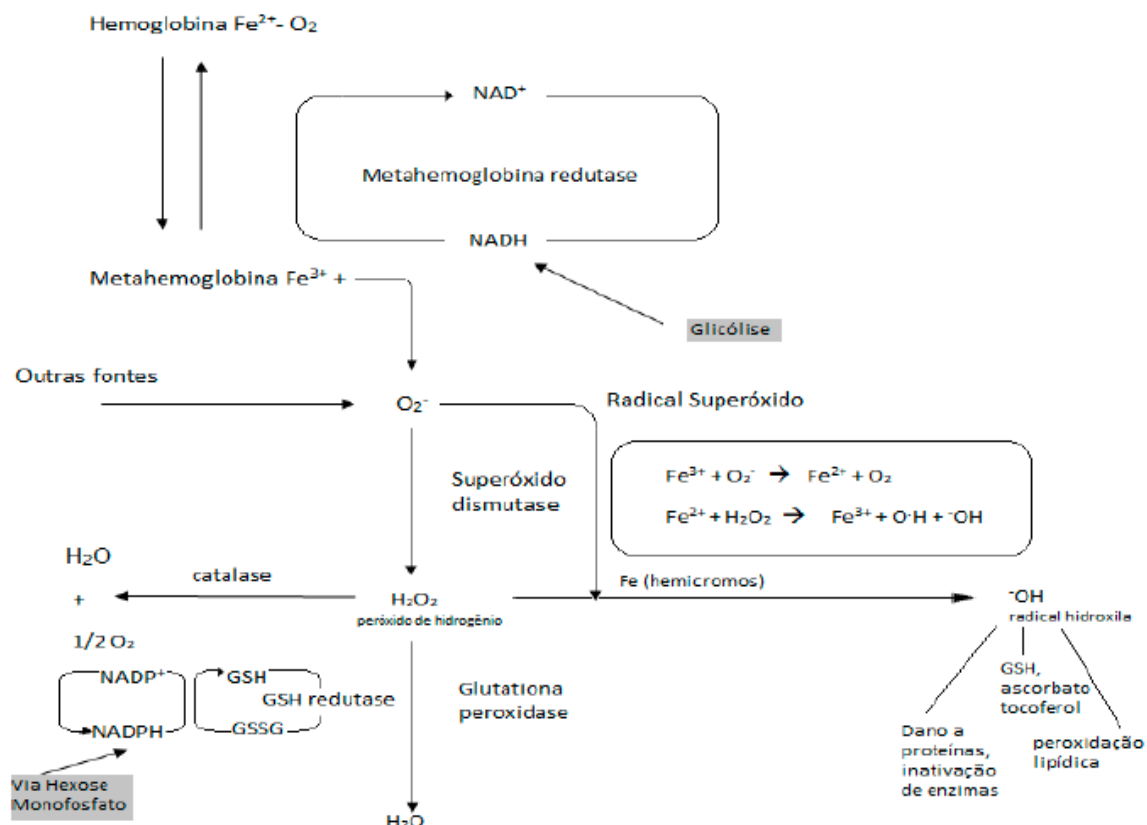 Hemoglobina Fe²⁺- O₂
NAD⁺
Metahemoglobina redutase
NADH
Metahemoglobina Fe³⁺ +
Glicólise
Outras fontes
O₂⁻
Radical Superóxido
Superóxido
dismutase
Fe³⁺ + O₂⁻ → Fe²⁺ + O₂
Fe²⁺ + H₂O₂ → Fe³⁺ + O·H + ⁻OH
H₂O
+
1/2 O₂
catalase
H₂O₂
peróxido de hidrogênio
Fe (hemicromos)
⁻OH
radical hidroxila
NADP⁺
NADPH
GSH
GSH redutase
GSSG
Glutationa
peroxidase
GSH,
ascorbato
tocoferol
Dano a
proteínas,
inativação
de enzimas
peroxidação
lipídica
Via Hexose
Monofosfato
H₂O